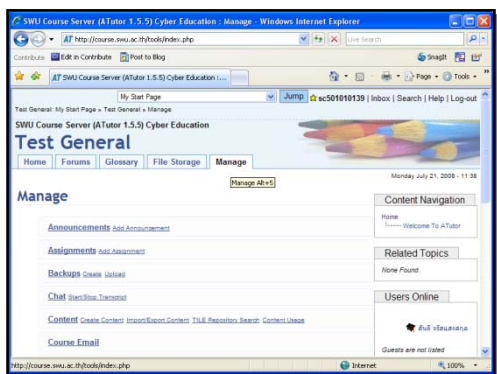 SWU Course Server (ATutor 1.5.5) Cyber Education : Manage - Windows Internet Explorer
http://course.swu.ac.th/tools/index.php
Live Search
Contribute Edit in Contribute Post to Blog
SnagIt
SWU Course Server (ATutor 1.5.5) Cyber Education : ...
Page Tools
My Start Page Jump sc501010139 | Inbox | Search | Help | Log-out
Test General: My Start Page » Test General » Manage
SWU Course Server (ATutor 1.5.5) Cyber Education
Test General
Home Forums Glossary File Storage Manage
Manage Alt+5
Monday July 21, 2008 - 11:38
Manage
Content Navigation
Home
Welcome To ATutor
Announcements Add Announcement
Assignments Add Assignment
Related Topics
None Found.
Backups Create Upload
Chat Start/Stop Transcript
Users Online
Content Create Content Import/Export Content TILE Repository Search Content Usage
Course Email
Guests are not listed
http://course.swu.ac.th/tools/index.php
Internet
100%